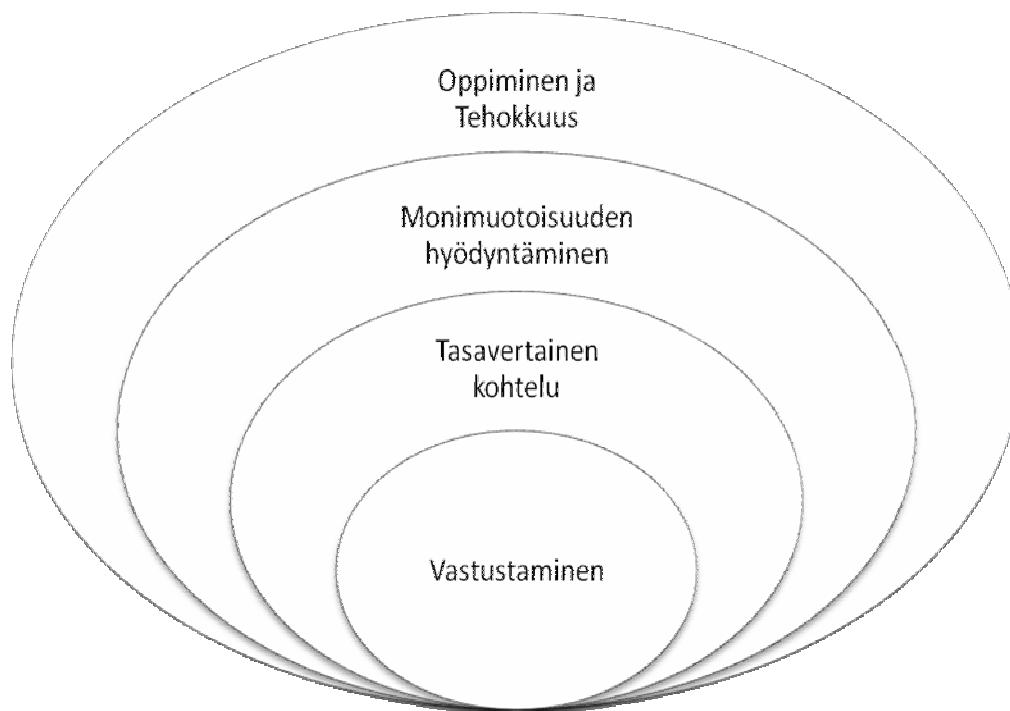 Oppiminen ja
Tehokkuus
Monimuotoisuuden
hyödyntäminen
Tasavertainen
kohtelu
Vastustaminen